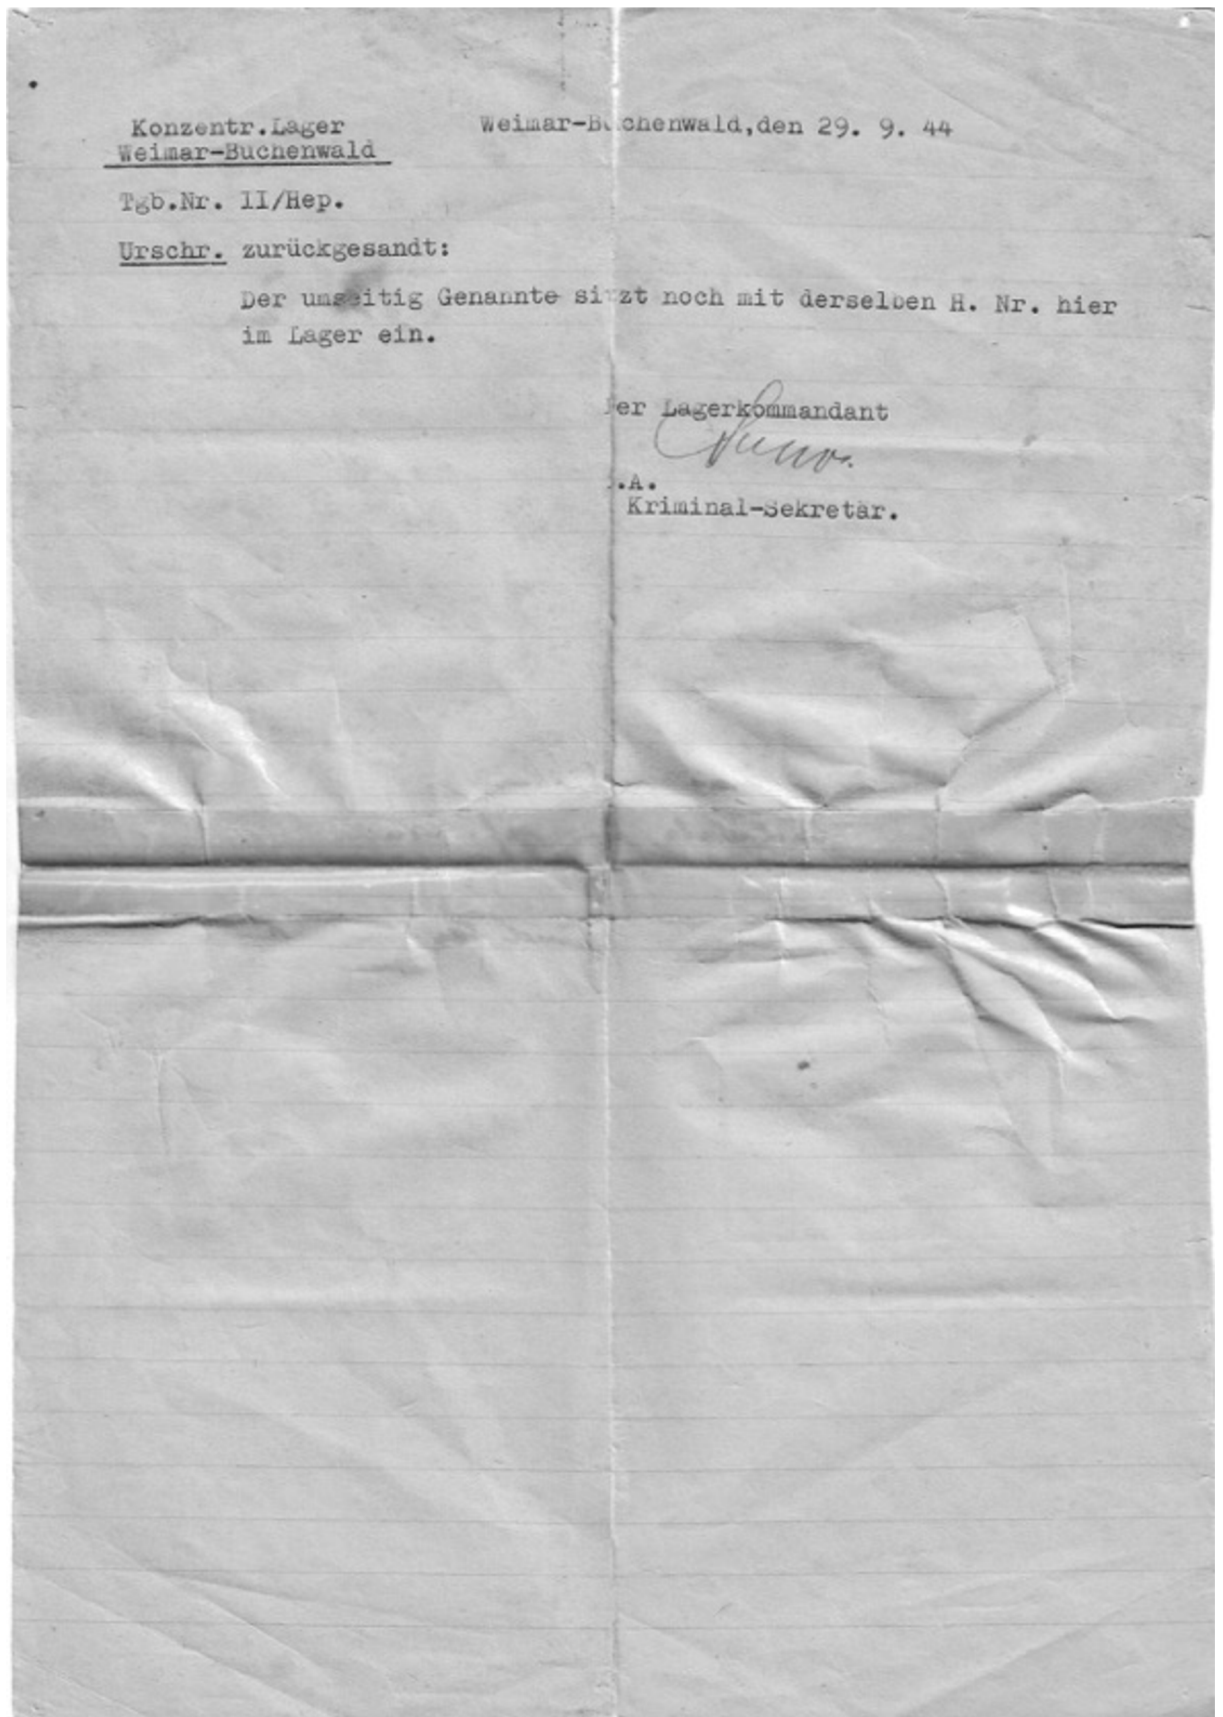 Konzentr.Lager
Weimar-Buchenwald
Weimar-Buchenwald,den 29. 9. 44
Tgb.Nr. II/Hep.
Urschr. zurückgesandt:
Der umseitig Genannte sitzt noch mit derselben H. Nr. hier
im Lager ein.
Der Lagerkommandant
I.A.
Kriminal-Sekretär.